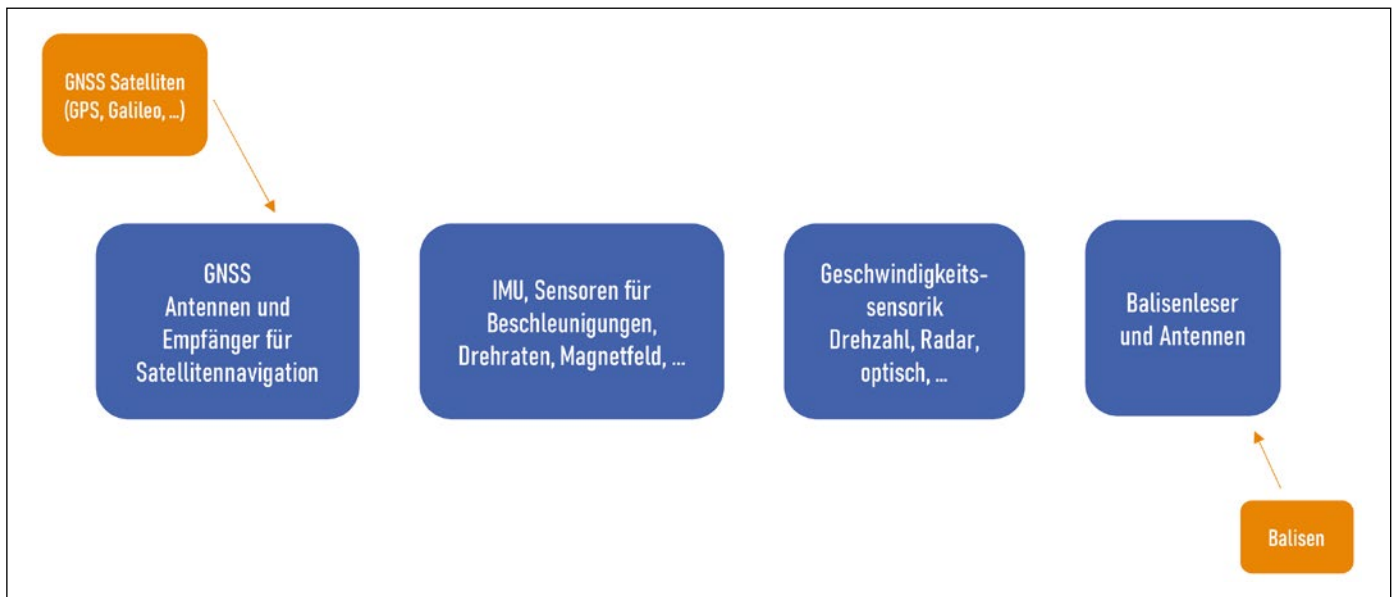 GNSS Satelliten
(GPS, Galileo, ...)
GNSS
Antennen und
Empfänger für
Satellitennavigation
IMU, Sensoren für
Beschleunigungen,
Drehraten, Magnetfeld, ...
Geschwindigkeits-
sensorik
Drehzahl, Radar,
optisch, ...
Balisenleser
und Antennen
Balisen